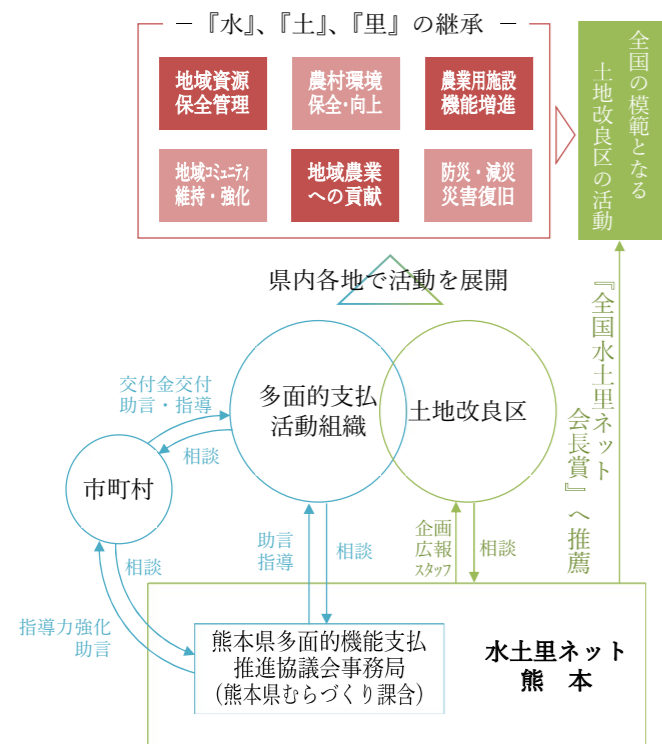 －『水』、『土』、『里』の継承－
地域資源
保全管理
農村環境
保全・向上
農業用施設
機能増進
地域ｺﾐｭﾆﾃｨ
維持・強化
地域農業
への貢献
防災・減災
災害復旧
全国の模範となる
土地改良区の活動
県内各地で活動を展開
『全国水土里ネット
会長賞』へ推薦
交付金交付
助言・指導
多面的支払
活動組織
土地改良区
相談
市町村
助言
指導
相談
企画
広報
ｽﾀｯﾌ
相談
相談
指導力強化
助言
熊本県多面的機能支払
推進協議会事務局
（熊本県むらづくり課含）
水土里ネット
熊　本